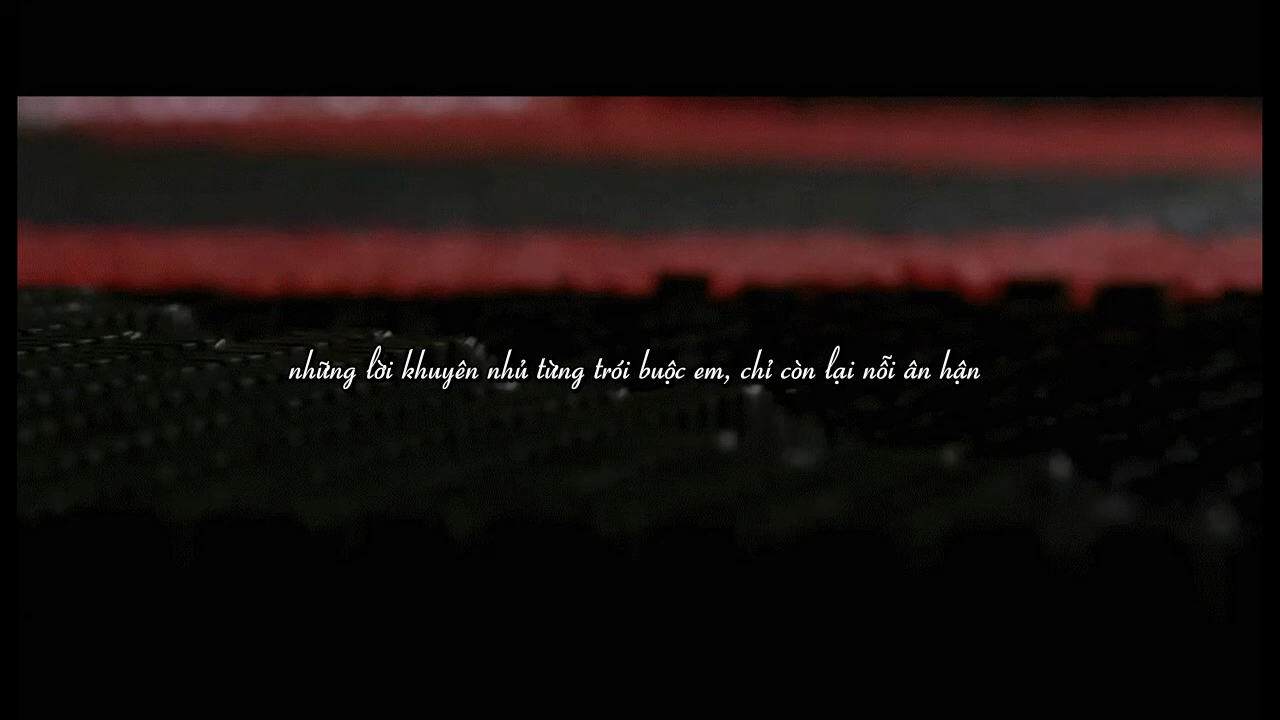 những lời khuyên nhủ từng trói buộc em, chỉ còn lại nỗi ân hận